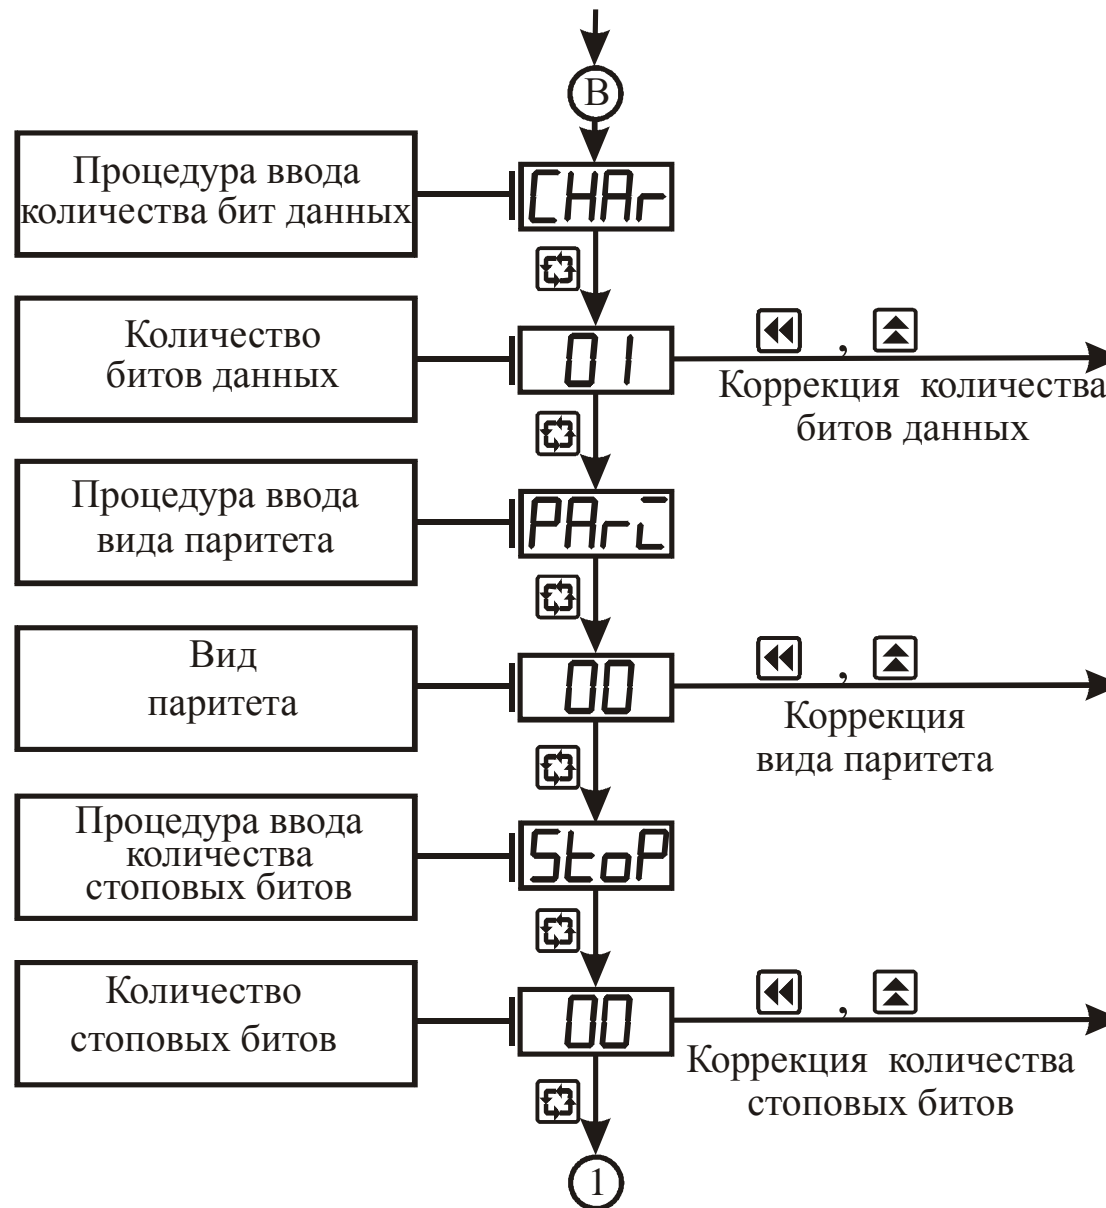 В
Процедура ввода
количества бит данных
CHAr
Количество
битов данных
01
,
Коррекция количества
битов данных
Процедура ввода
вида паритета
PAri
Вид
паритета
00
,
Коррекция
вида паритета
Процедура ввода
количества
стоповых битов
StoP
Количество
стоповых битов
00
,
Коррекция количества
стоповых битов
1